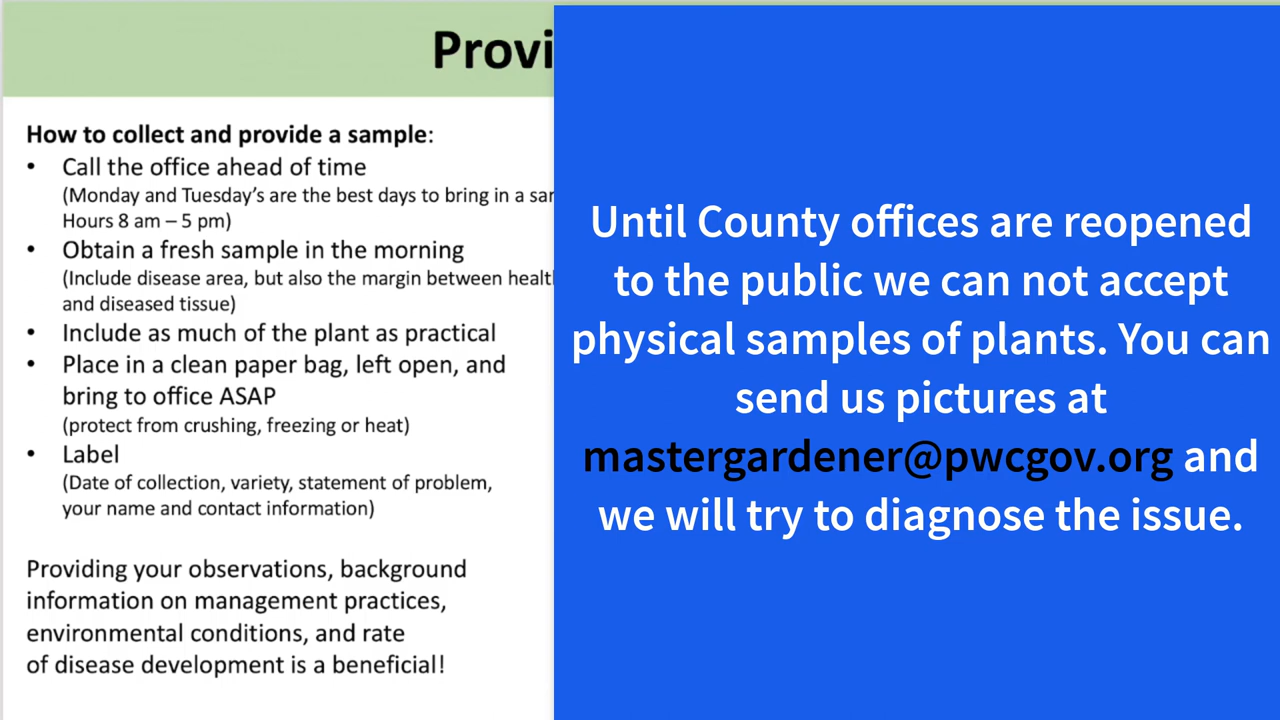 Provi
How to collect and provide a sample:
• Call the office ahead of time
(Monday and Tuesday's are the best days to bring in a sar
Hours 8 am – 5 pm)
• Obtain a fresh sample in the morning
(Include disease area, but also the margin between healt
and diseased tissue)
• Include as much of the plant as practical
• Place in a clean paper bag, left open, and
bring to office ASAP
(protect from crushing, freezing or heat)
• Label
(Date of collection, variety, statement of problem,
your name and contact information)
Providing your observations, background
information on management practices,
environmental conditions, and rate
of disease development is a beneficial!
Until County offices are reopened
to the public we can not accept
physical samples of plants. You can
send us pictures at
mastergardener@pwcgov.org and
we will try to diagnose the issue.